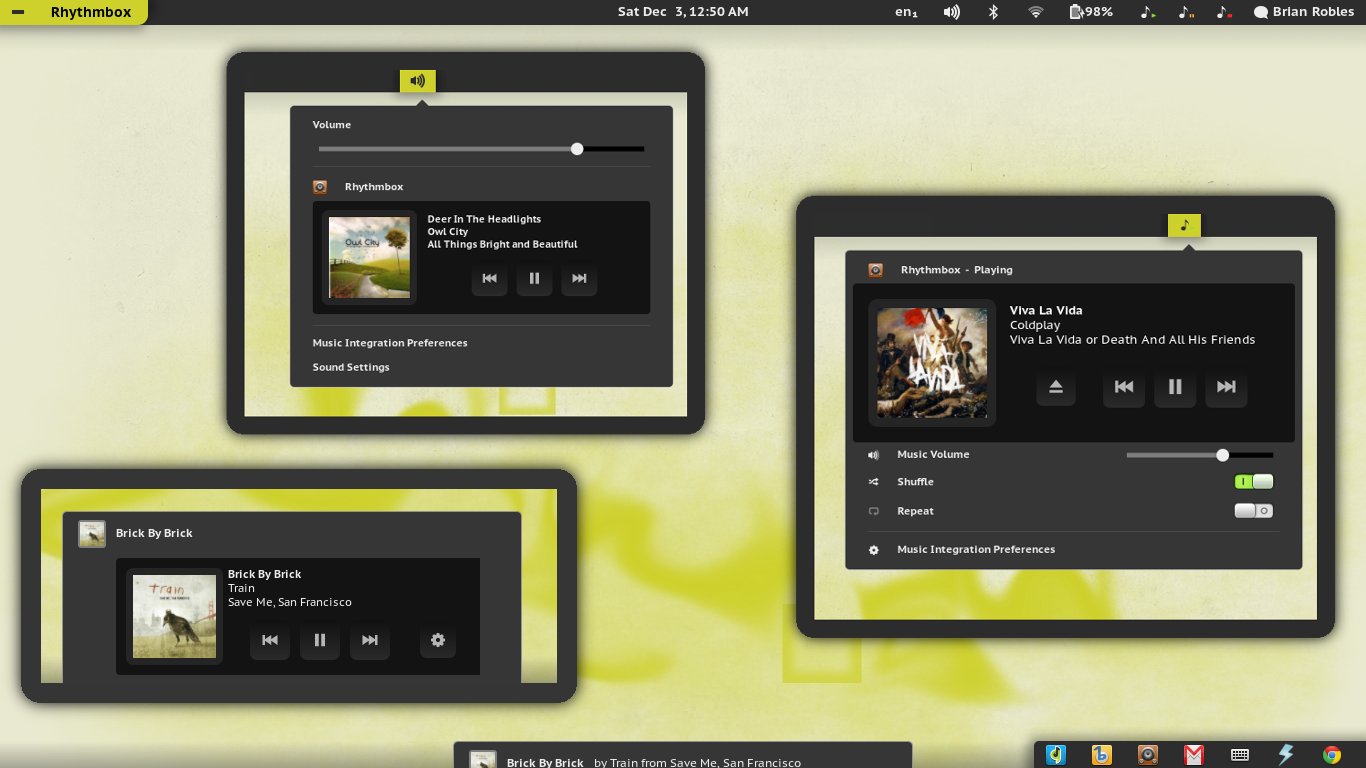 Rhythmbox
Sat Dec 3, 12:50 AM
en₁
98%
Brian Robles
Volume
Rhythmbox
Owl City
Deer In The Headlights
Owl City
All Things Bright and Beautiful
Music Integration Preferences
Sound Settings
Rhythmbox - Playing
VIVA
LA VIDA
Viva La Vida
Coldplay
Viva La Vida or Death And All His Friends
Music Volume
Shuffle
Repeat
Music Integration Preferences
Brick By Brick
train
Brick By Brick
Train
Save Me, San Francisco
Brick By Brick by Train from Save Me, San Francisco